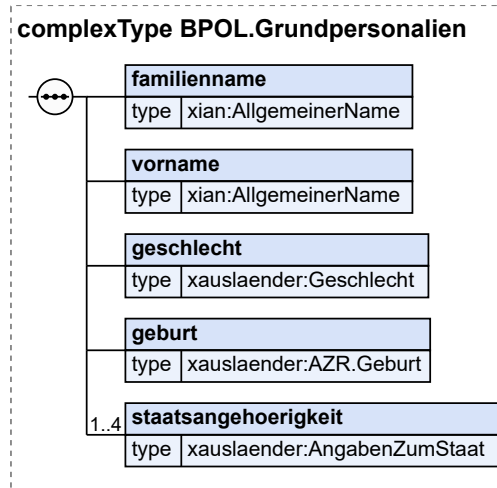 complexType BPOL.Grundpersonalien
familienname
type xian:AllgemeinerName
vorname
type xian:AllgemeinerName
geschlecht
type xauslaender:Geschlecht
geburt
type xauslaender:AZR.Geburt
1..4 staatsangehoerigkeit
type xauslaender:AngabenZumStaat